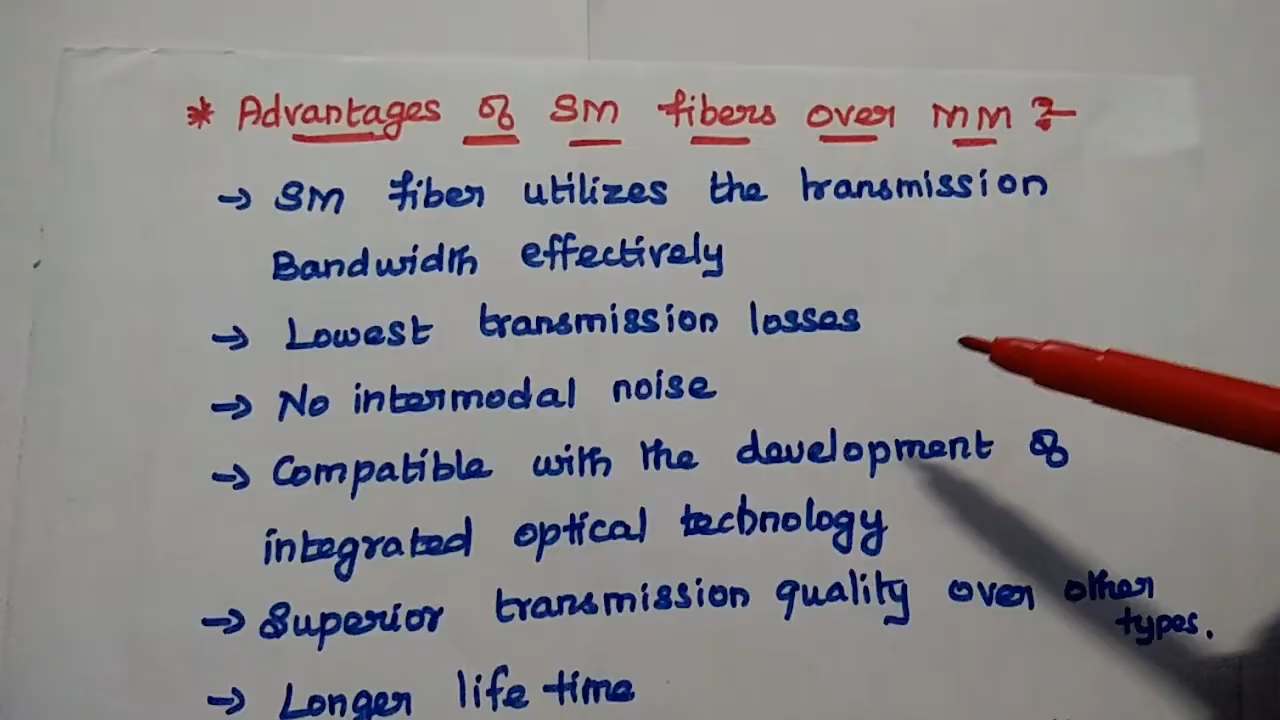 * Advantages of SM fibers over MM :-
→ SM fiber utilizes the transmission
Bandwidth effectively
→ Lowest transmission losses
→ No intermodal noise
→ Compatible with the development of
integrated optical technology
→ Superior transmission quality over other
types.
→ Longer life time